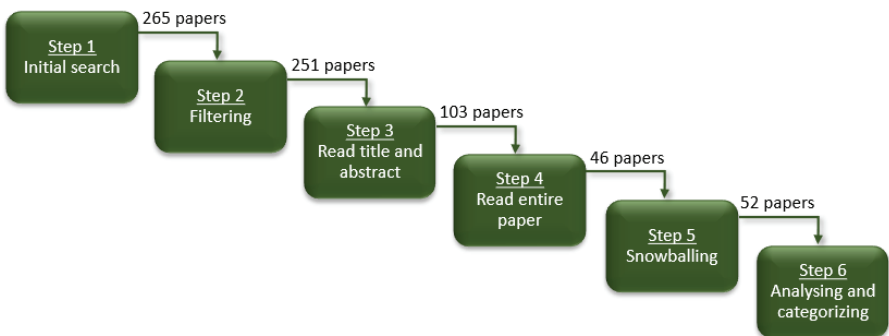 265 papers
Step 1
Initial search
251 papers
Step 2
Filtering
103 papers
Step 3
Read title and
abstract
46 papers
Step 4
Read entire
paper
52 papers
Step 5
Snowballing
Step 6
Analysing and
categorizing